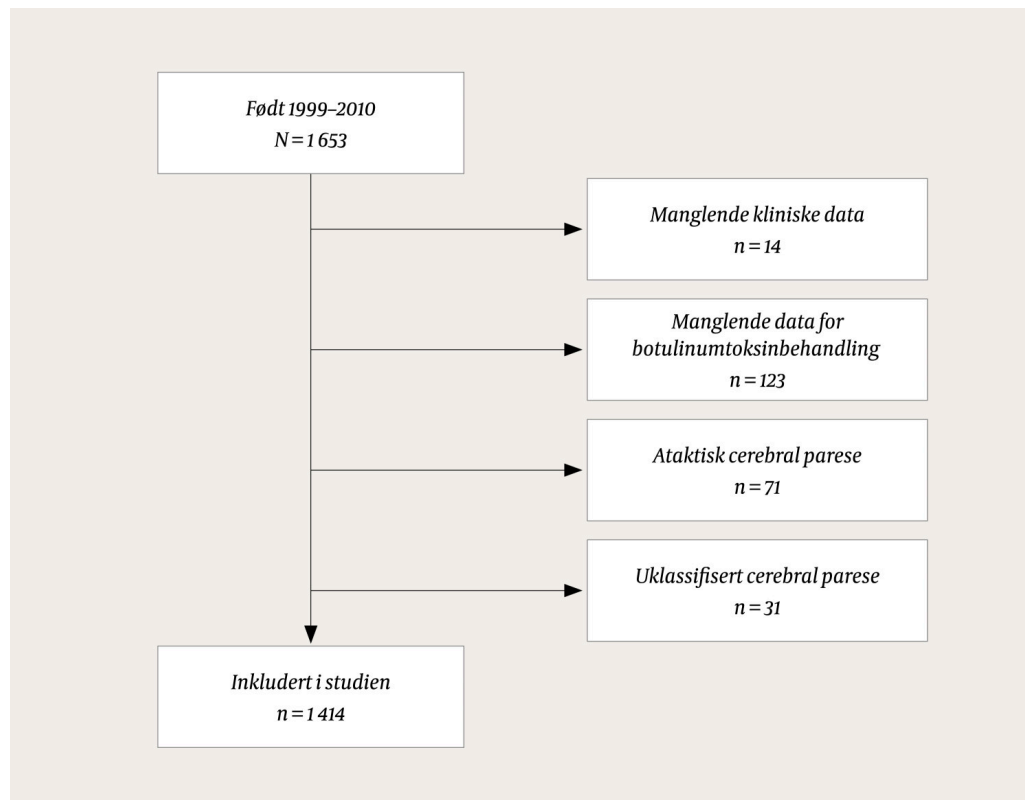 Født 1999–2010
N = 1 653
Manglende kliniske data
n = 14
Manglende data for
botulinumtoksinbehandling
n = 123
Ataktisk cerebral parese
n = 71
Uklassifisert cerebral parese
n = 31
Inkludert i studien
n = 1 414